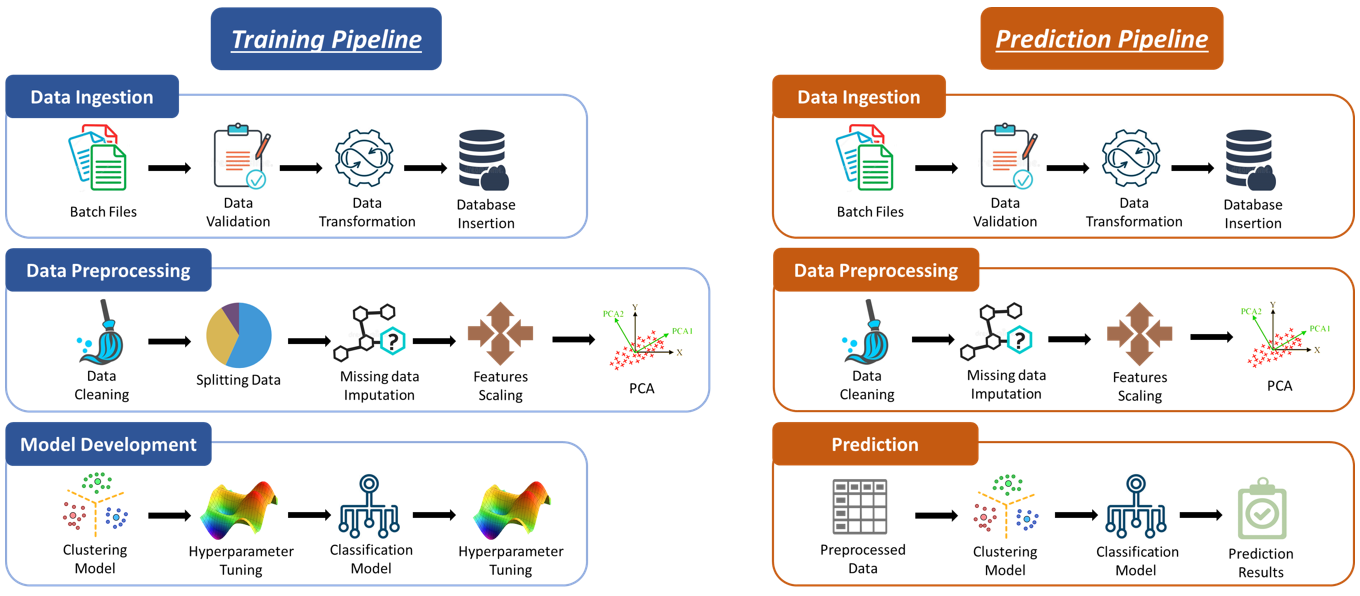 Training Pipeline
Data Ingestion
Batch Files
Data
Validation
Data
Transformation
Database
Insertion
Data Preprocessing
Data
Cleaning
Splitting Data
?
Missing data
Imputation
Features
Scaling
Y
PCA2
PCA1
X
PCA
Model Development
Clustering
Model
Hyperparameter
Tuning
Classification
Model
Hyperparameter
Tuning
Prediction Pipeline
Data Ingestion
Batch Files
Data
Validation
Data
Transformation
Database
Insertion
Data Preprocessing
Data
Cleaning
?
Missing data
Imputation
Features
Scaling
Y
PCA2
PCA1
X
PCA
Prediction
Preprocessed
Data
Clustering
Model
Classification
Model
Prediction
Results